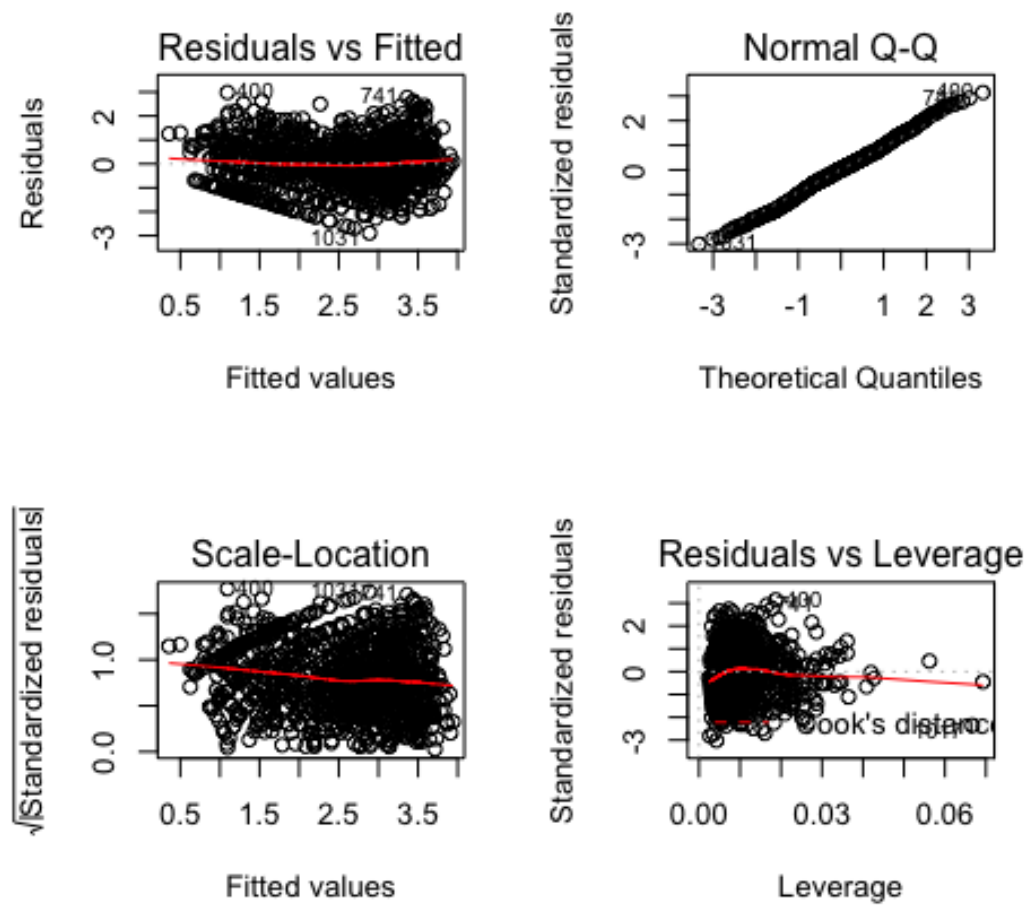 Residuals vs Fitted
Residuals
2
0
-3
400
741
1031
0.5 1.5 2.5 3.5
Fitted values
Normal Q-Q
Standardized residuals
2
0
-3
400
-3 -1 1 2 3
Theoretical Quantiles
Scale-Location
√|Standardized residuals|
1.0
0.0
400
1031
741
0.5 1.5 2.5 3.5
Fitted values
Residuals vs Leverage
Standardized residuals
2
0
-3
400
distance
0.00 0.03 0.06
Leverage